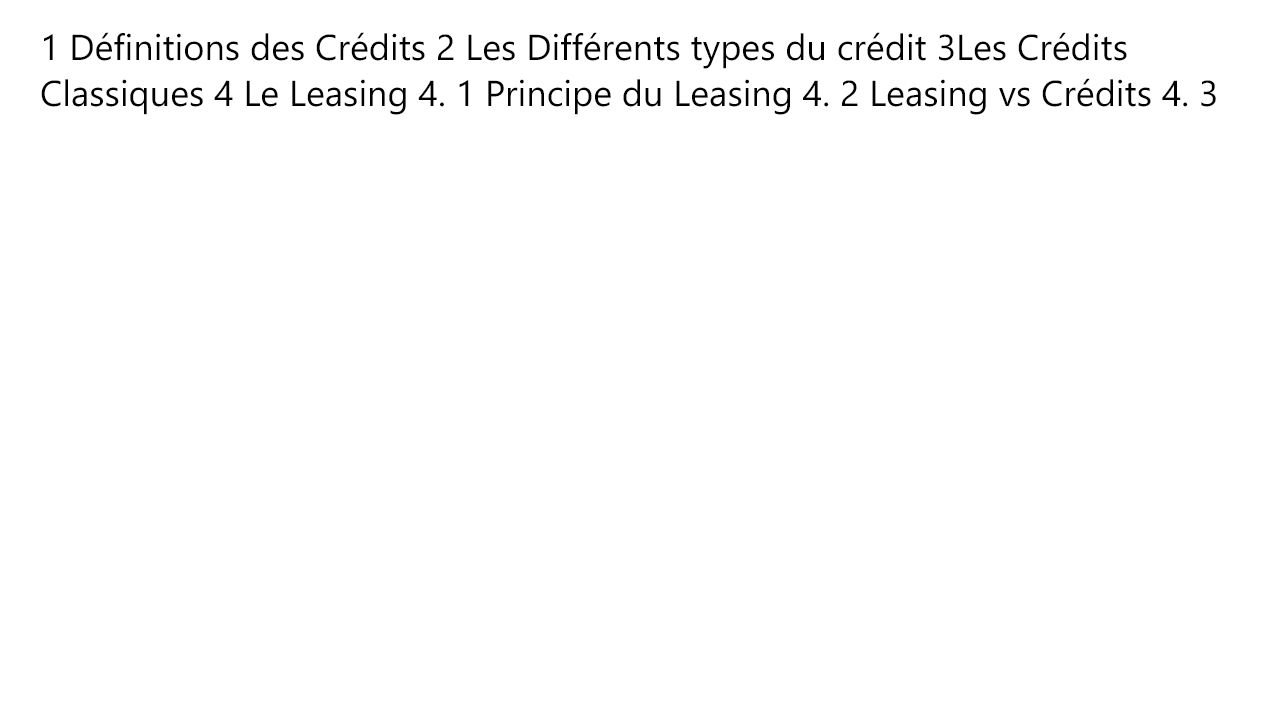 1 Définitions des Crédits 2 Les Différents types du crédit 3Les Crédits
Classiques 4 Le Leasing 4. 1 Principe du Leasing 4. 2 Leasing vs Crédits 4. 3